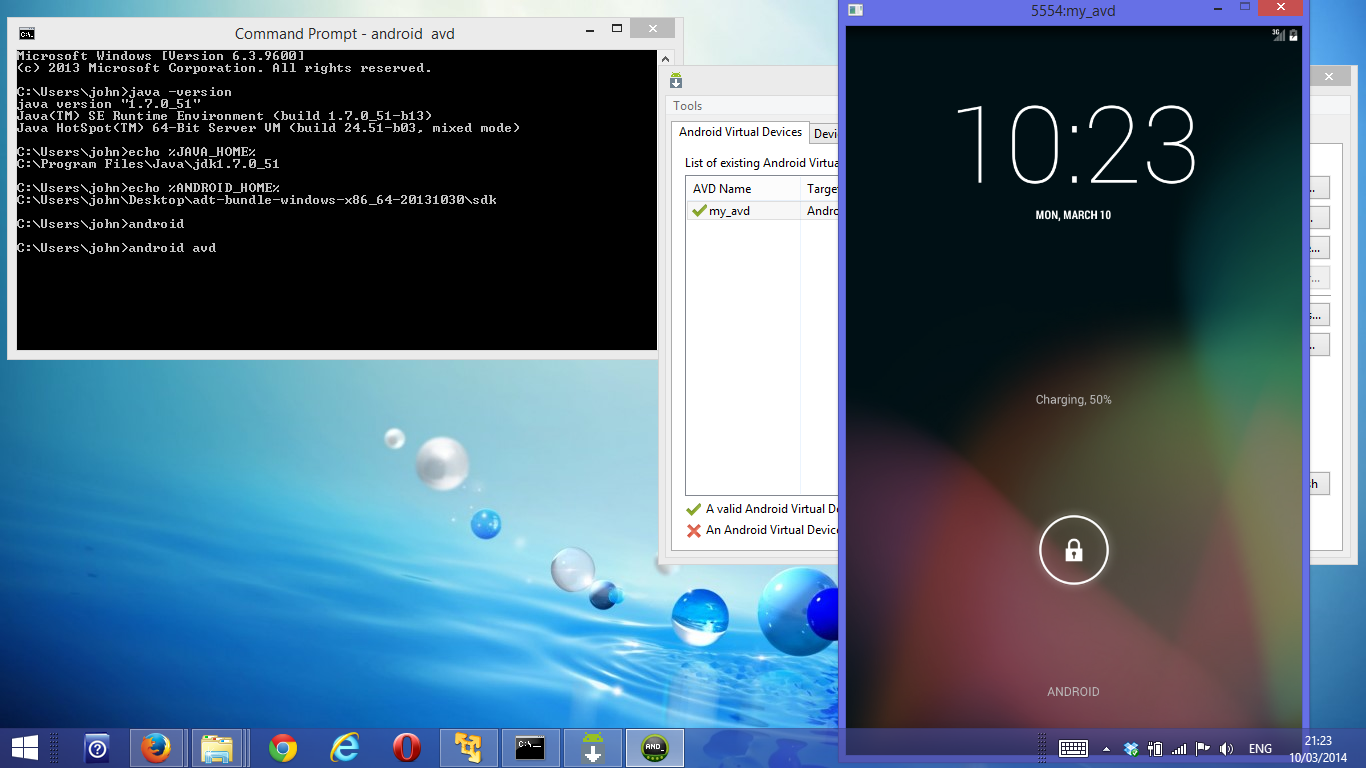 Command Prompt - android  avd
Microsoft Windows [Version 6.3.9600]
(c) 2013 Microsoft Corporation. All rights reserved.
C:\Users\john>java -version
java version "1.7.0_51"
Java(TM) SE Runtime Environment (build 1.7.0_51-b13)
Java HotSpot(TM) 64-Bit Server VM (build 24.51-b03, mixed mode)
C:\Users\john>echo %JAVA_HOME%
C:\Program Files\Java\jdk1.7.0_51
C:\Users\john>echo %ANDROID_HOME%
C:\Users\john\Desktop\adt-bundle-windows-x86_64-20131030\sdk
C:\Users\john>android
C:\Users\john>android avd
Tools
Android Virtual Devices
Devi
List of existing Android Virtua
AVD Name
Targe
my_avd
Andro
A valid Android Virtual De
An Android Virtual Device
5554:my_avd
3G
10:23
MON, MARCH 10
Charging, 50%
ANDROID
ENG
21:23
10/03/2014